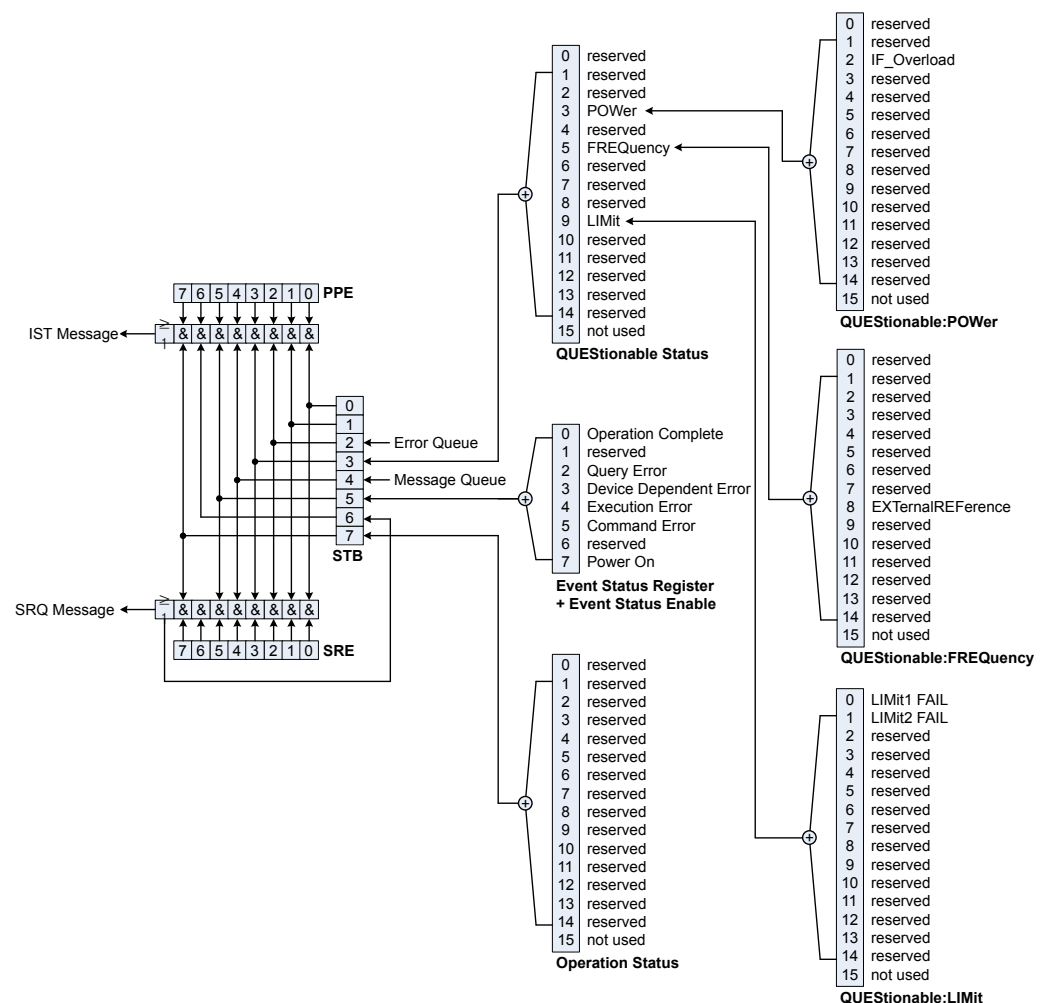 7 6 5 4 3 2 1 0 PPE
IST Message
≥1 & & & & & & & &
0
1
2 Error Queue
3
4 Message Queue
5
6
7
STB
SRQ Message
≥1 & & & & & & & &
7 6 5 4 3 2 1 0 SRE
0 reserved
1 reserved
2 reserved
3 POWer
4 reserved
5 FREQuency
6 reserved
7 reserved
8 reserved
9 LIMit
10 reserved
11 reserved
12 reserved
13 reserved
14 reserved
15 not used
QUEStionable Status
+
0 Operation Complete
1 reserved
2 Query Error
3 Device Dependent Error
4 Execution Error
5 Command Error
6 reserved
7 Power On
Event Status Register
+ Event Status Enable
+
0 reserved
1 reserved
2 reserved
3 reserved
4 reserved
5 reserved
6 reserved
7 reserved
8 reserved
9 reserved
10 reserved
11 reserved
12 reserved
13 reserved
14 reserved
15 not used
Operation Status
+
0 reserved
1 reserved
2 IF_Overload
3 reserved
4 reserved
5 reserved
6 reserved
7 reserved
8 reserved
9 reserved
10 reserved
11 reserved
12 reserved
13 reserved
14 reserved
15 not used
QUEStionable:POWer
+
0 reserved
1 reserved
2 reserved
3 reserved
4 reserved
5 reserved
6 reserved
7 reserved
8 EXTernalREFerence
9 reserved
10 reserved
11 reserved
12 reserved
13 reserved
14 reserved
15 not used
QUEStionable:FREQuency
+
0 LIMit1 FAIL
1 LIMit2 FAIL
2 reserved
3 reserved
4 reserved
5 reserved
6 reserved
7 reserved
8 reserved
9 reserved
10 reserved
11 reserved
12 reserved
13 reserved
14 reserved
15 not used
QUEStionable:LIMit
+